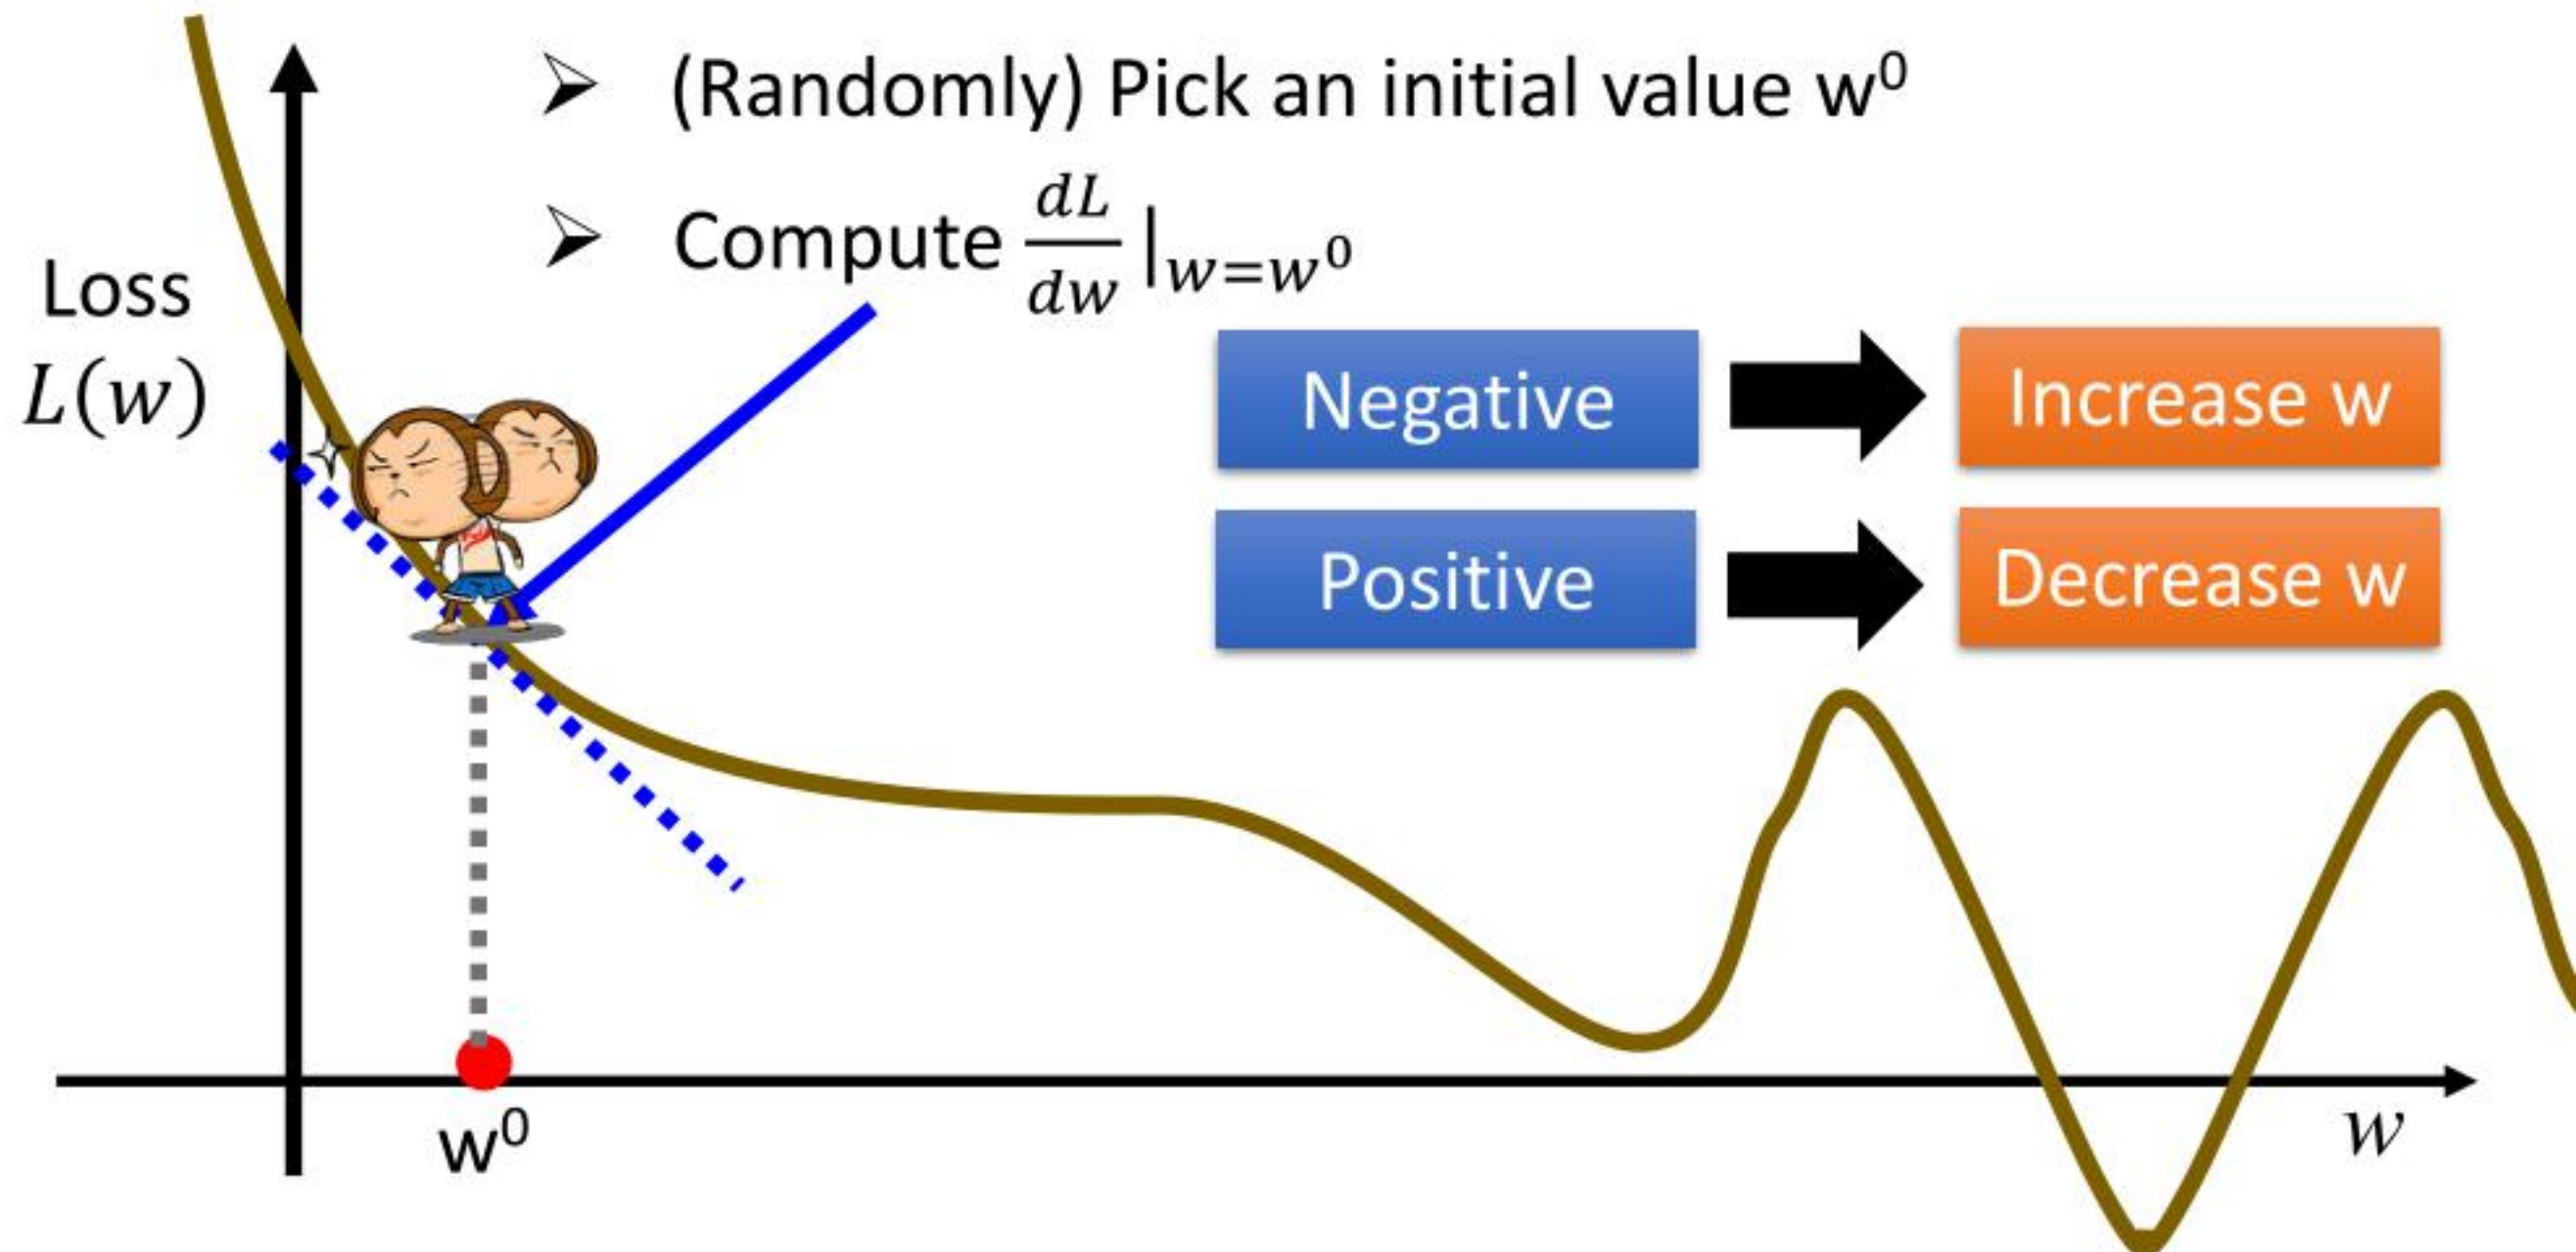 ➢ (Randomly) Pick an initial value w⁰
➢ Compute dL/dw |w=w⁰
Loss
L(w)
Negative
Increase w
Positive
Decrease w
w⁰
w